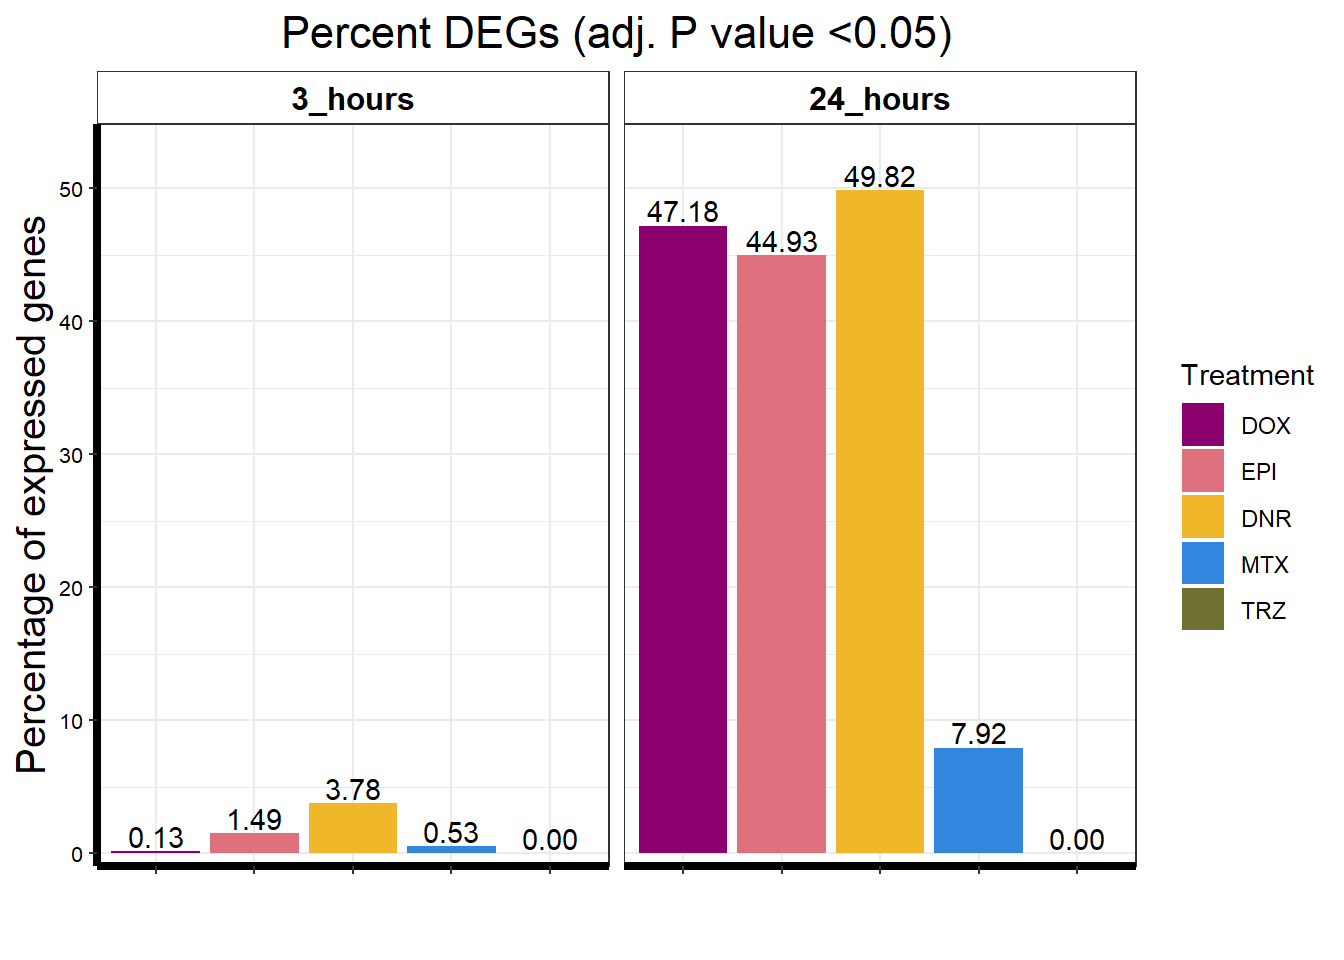 Percent DEGs (adj. P value <0.05)
3_hours
24_hours
Percentage of expressed genes
50
40
30
20
10
0
0.13
1.49
3.78
0.53
0.00
47.18
44.93
49.82
7.92
0.00
Treatment
DOX
EPI
DNR
MTX
TRZ